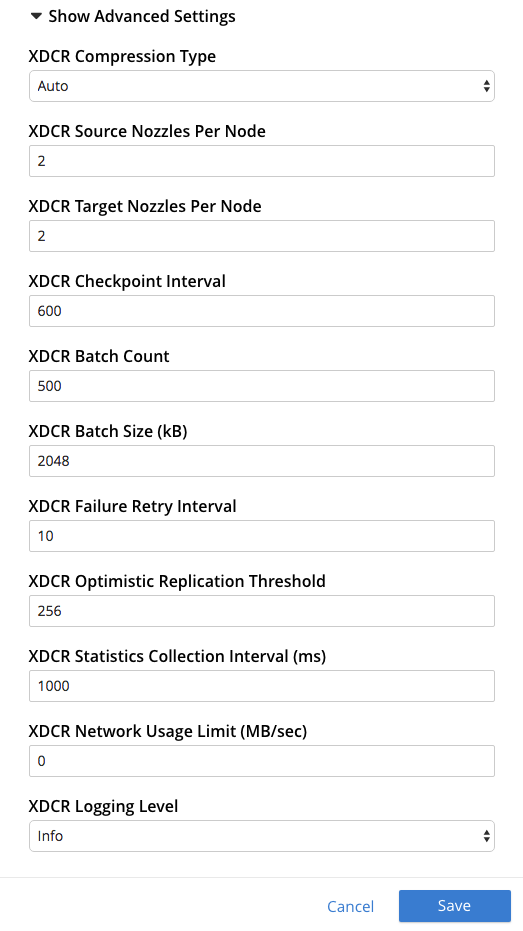 Show Advanced Settings
XDCR Compression Type
Auto
XDCR Source Nozzles Per Node
2
XDCR Target Nozzles Per Node
2
XDCR Checkpoint Interval
600
XDCR Batch Count
500
XDCR Batch Size (kB)
2048
XDCR Failure Retry Interval
10
XDCR Optimistic Replication Threshold
256
XDCR Statistics Collection Interval (ms)
1000
XDCR Network Usage Limit (MB/sec)
0
XDCR Logging Level
Info
Cancel Save